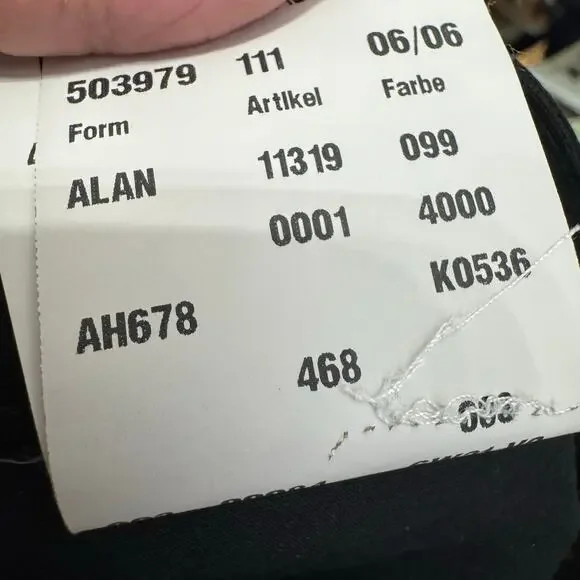 503979 111 06/06
Form Artikel Farbe
ALAN 11319 099
0001 4000
K0536
AH678
468